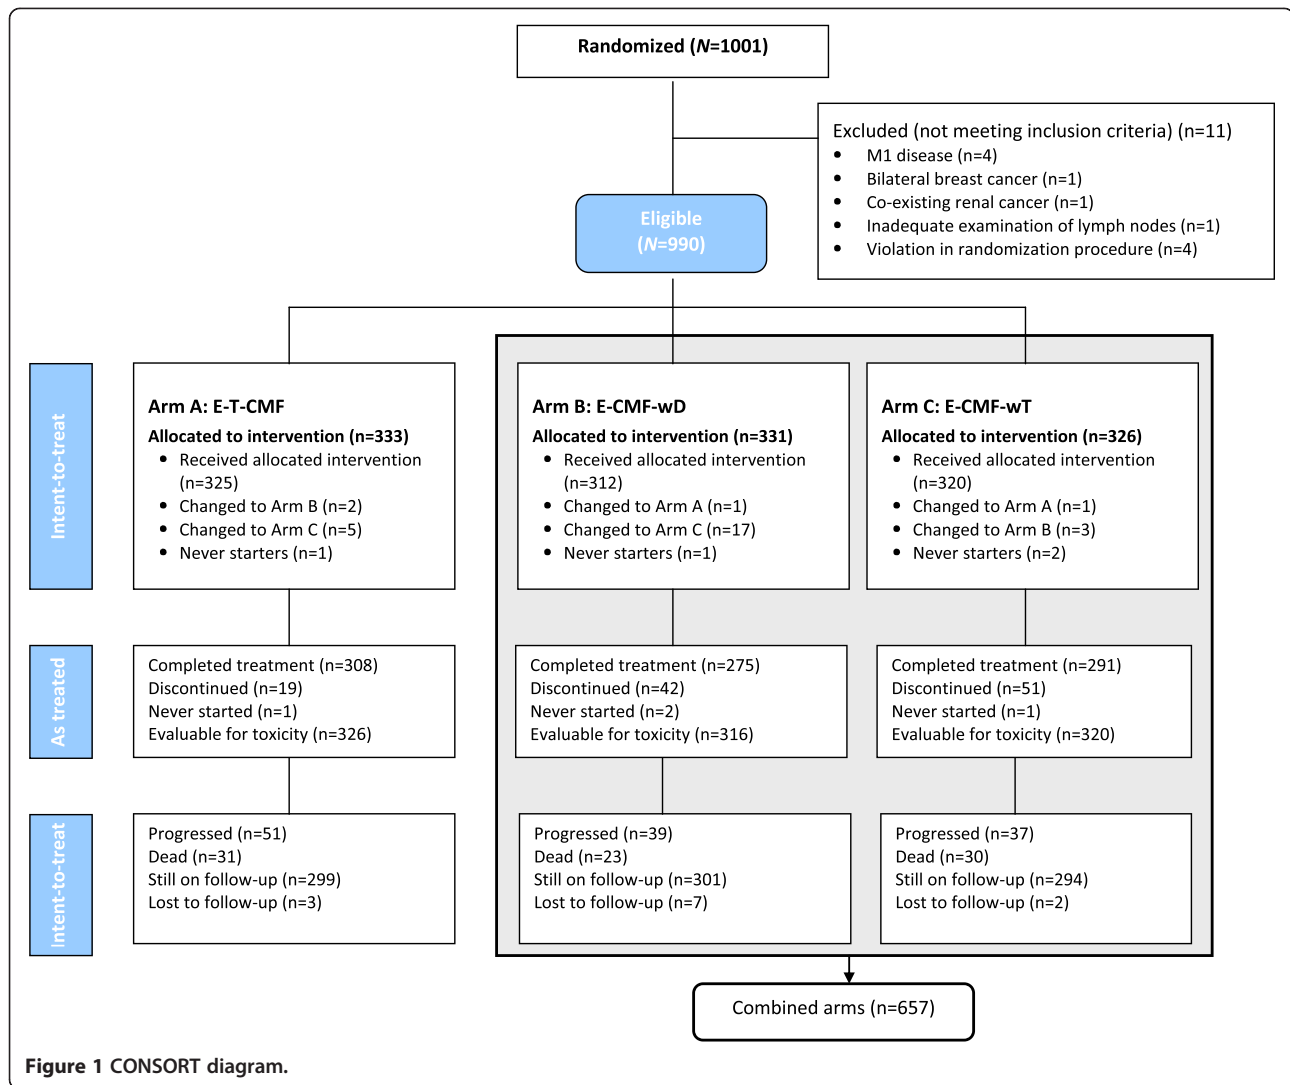 Randomized (N=1001)
Excluded (not meeting inclusion criteria) (n=11)
• M1 disease (n=4)
• Bilateral breast cancer (n=1)
• Co-existing renal cancer (n=1)
• Inadequate examination of lymph nodes (n=1)
• Violation in randomization procedure (n=4)
Eligible
(N=990)
Intent-to-treat
Arm A: E-T-CMF
Allocated to intervention (n=333)
• Received allocated intervention
(n=325)
• Changed to Arm B (n=2)
• Changed to Arm C (n=5)
• Never starters (n=1)
Arm B: E-CMF-wD
Allocated to intervention (n=331)
• Received allocated intervention
(n=312)
• Changed to Arm A (n=1)
• Changed to Arm C (n=17)
• Never starters (n=1)
Arm C: E-CMF-wT
Allocated to intervention (n=326)
• Received allocated intervention
(n=320)
• Changed to Arm A (n=1)
• Changed to Arm B (n=3)
• Never starters (n=2)
As treated
Completed treatment (n=308)
Discontinued (n=19)
Never started (n=1)
Evaluable for toxicity (n=326)
Completed treatment (n=275)
Discontinued (n=42)
Never started (n=2)
Evaluable for toxicity (n=316)
Completed treatment (n=291)
Discontinued (n=51)
Never started (n=1)
Evaluable for toxicity (n=320)
Intent-to-treat
Progressed (n=51)
Dead (n=31)
Still on follow-up (n=299)
Lost to follow-up (n=3)
Progressed (n=39)
Dead (n=23)
Still on follow-up (n=301)
Lost to follow-up (n=7)
Progressed (n=37)
Dead (n=30)
Still on follow-up (n=294)
Lost to follow-up (n=2)
Combined arms (n=657)
Figure 1 CONSORT diagram.